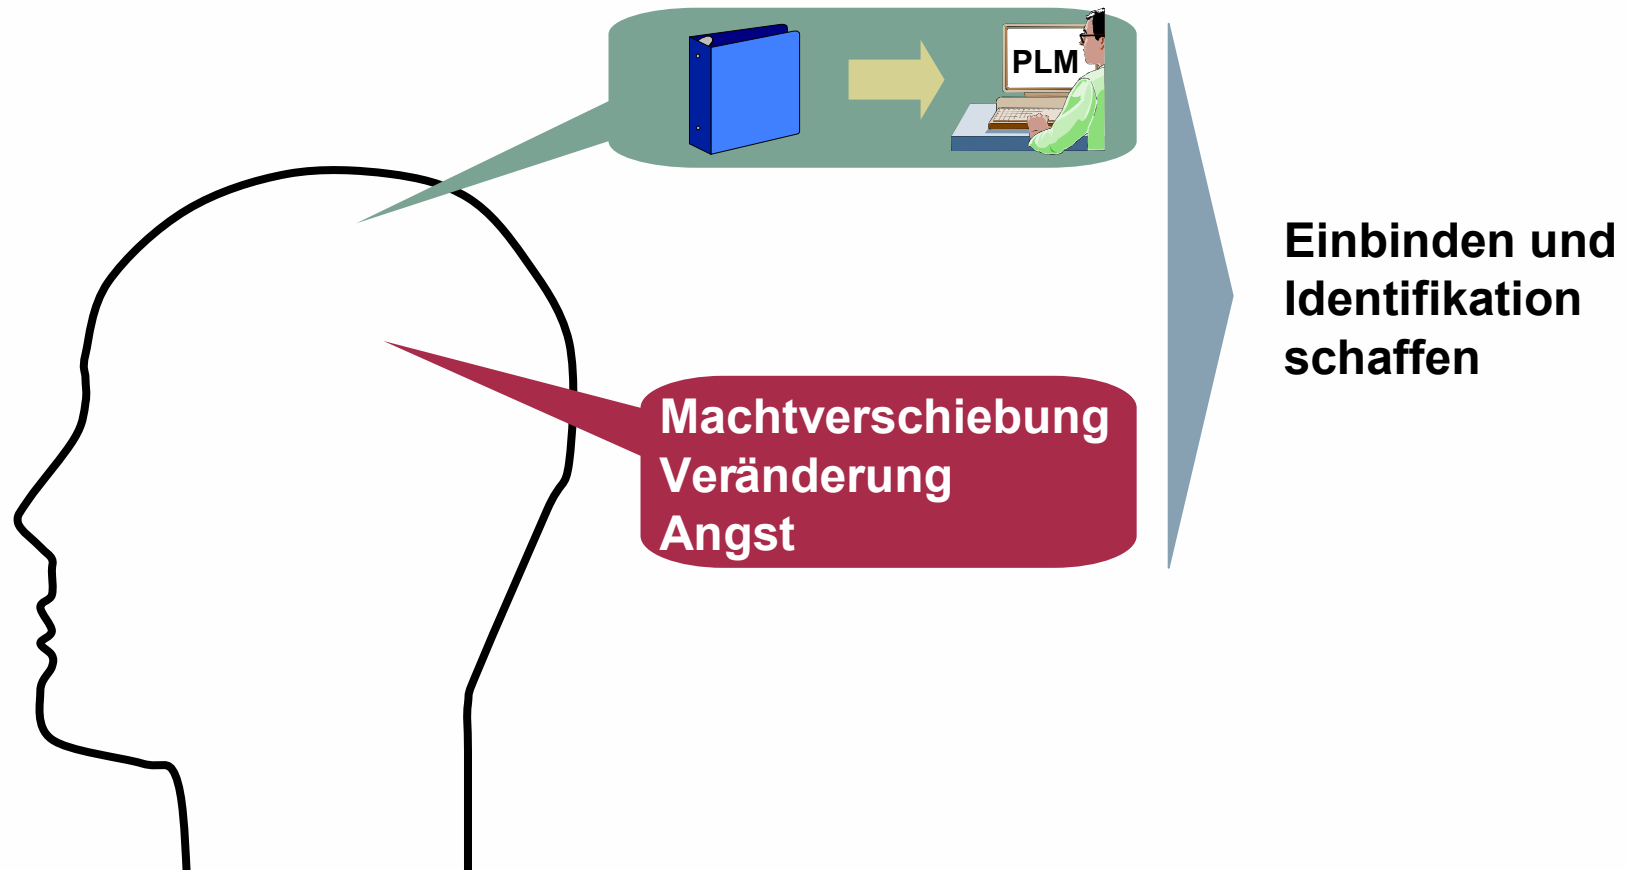 PLM
Einbinden und
Identifikation
schaffen
Machtverschiebung
Veränderung
Angst